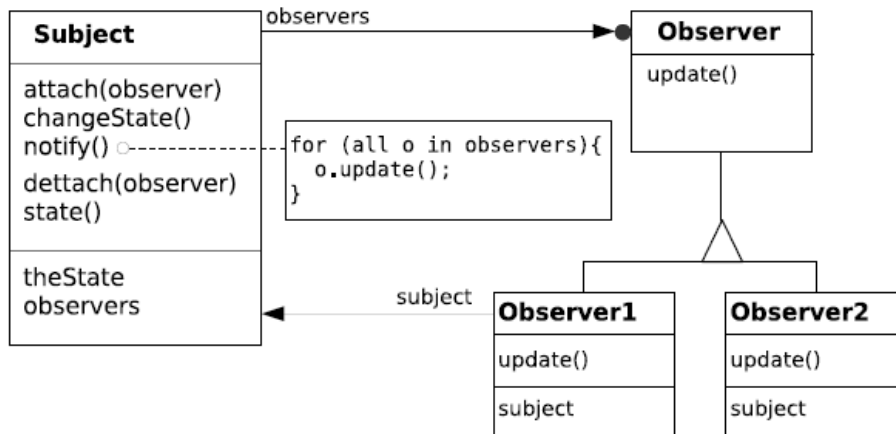 observers
Subject
attach(observer)
changeState()
notify()
dettach(observer)
state()
theState
observers
for (all o in observers){
o.update();
}
Observer
update()
subject
Observer1
update()
subject
Observer2
update()
subject